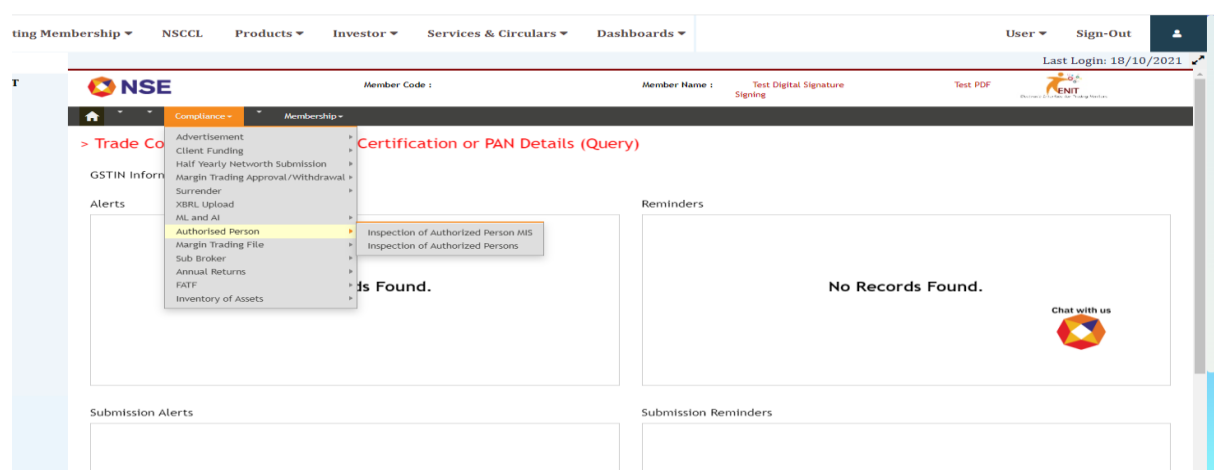 ting Membership NSCCL Products Investor Services & Circulars Dashboards User Sign-Out
Last Login: 18/10/2021
T
NSE Member Code : Member Name : Test Digital Signature Signing Test PDF ENIT
Compliance Membership
> Trade Co Certification or PAN Details (Query)
Advertisement
Client Funding
Half Yearly Networth Submission
Margin Trading Approval/Withdrawal
Surrender
XBRL Upload
ML and AI
Authorised Person
Margin Trading File
Sub Broker
Annual Returns
FATF
Inventory of Assets
Inspection of Authorized Person MIS
Inspection of Authorized Persons
GSTIN Inforn
Alerts
ds Found.
Reminders
No Records Found.
Chat with us
Submission Alerts
Submission Reminders